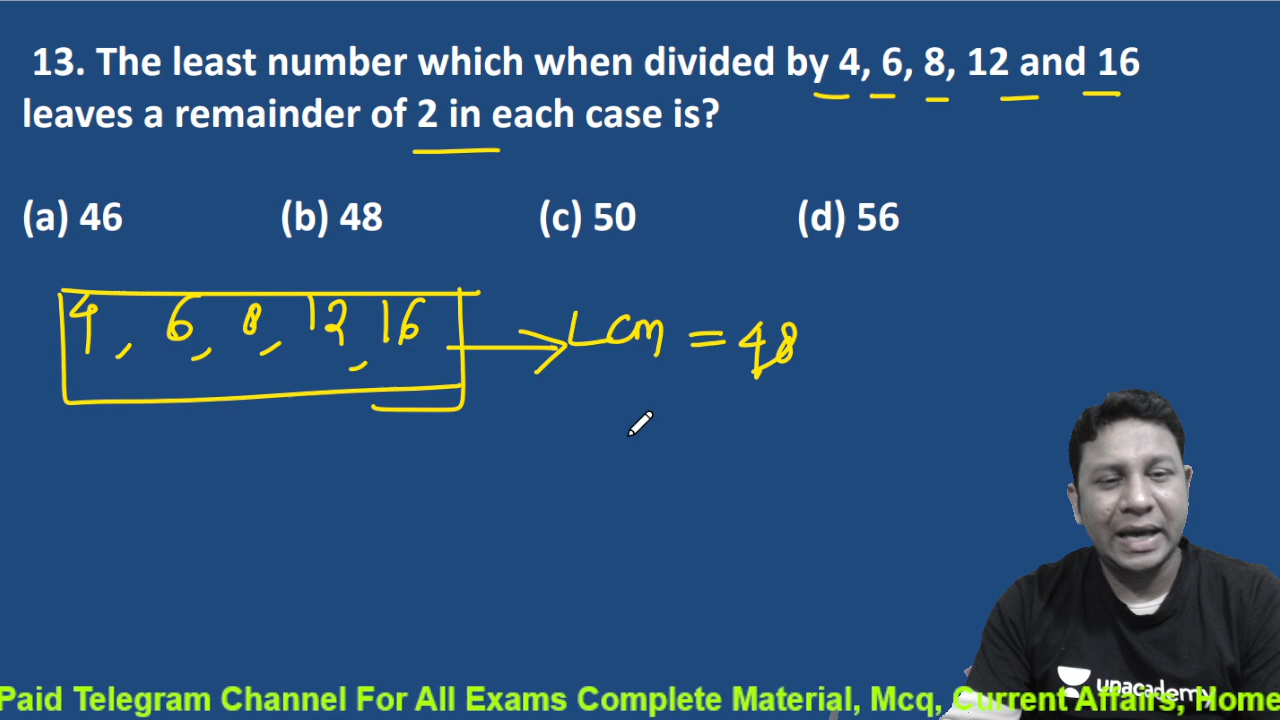 13. The least number which when divided by 4, 6, 8, 12 and 16
leaves a remainder of 2 in each case is?
(a) 46 (b) 48 (c) 50 (d) 56
4, 6, 8, 12, 16 → LCM = 48
unacademy
Paid Telegram Channel For All Exams Complete Material, Mcq, Current Affairs, Home